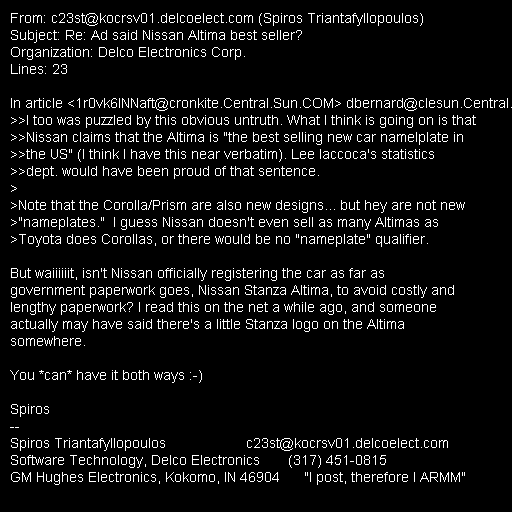 From: c23st@kocrsv01.delcoelect.com (Spiros Triantafyllopoulos)
Subject: Re: Ad said Nissan Altima best seller?
Organization: Delco Electronics Corp.
Lines: 23

In article <1r0vk6INNaft@cronkite.Central.Sun.COM> dbernard@clesun.Central.
>>I too was puzzled by this obvious untruth. What I think is going on is that
>>Nissan claims that the Altima is "the best selling new car namelplate in
>>the US" (I think I have this near verbatim). Lee Iaccoca's statistics
>>dept. would have been proud of that sentence.
>
>Note that the Corolla/Prism are also new designs... but hey are not new
>"nameplates."  I guess Nissan doesn't even sell as many Altimas as
>Toyota does Corollas, or there would be no "nameplate" qualifier.

But waiiiiiit, isn't Nissan officially registering the car as far as
government paperwork goes, Nissan Stanza Altima, to avoid costly and
lengthy paperwork? I read this on the net a while ago, and someone
actually may have said there's a little Stanza logo on the Altima
somewhere.

You *can* have it both ways :-)

Spiros
--
Spiros Triantafyllopoulos                    c23st@kocrsv01.delcoelect.com
Software Technology, Delco Electronics       (317) 451-0815
GM Hughes Electronics, Kokomo, IN 46904      "I post, therefore I ARMM"